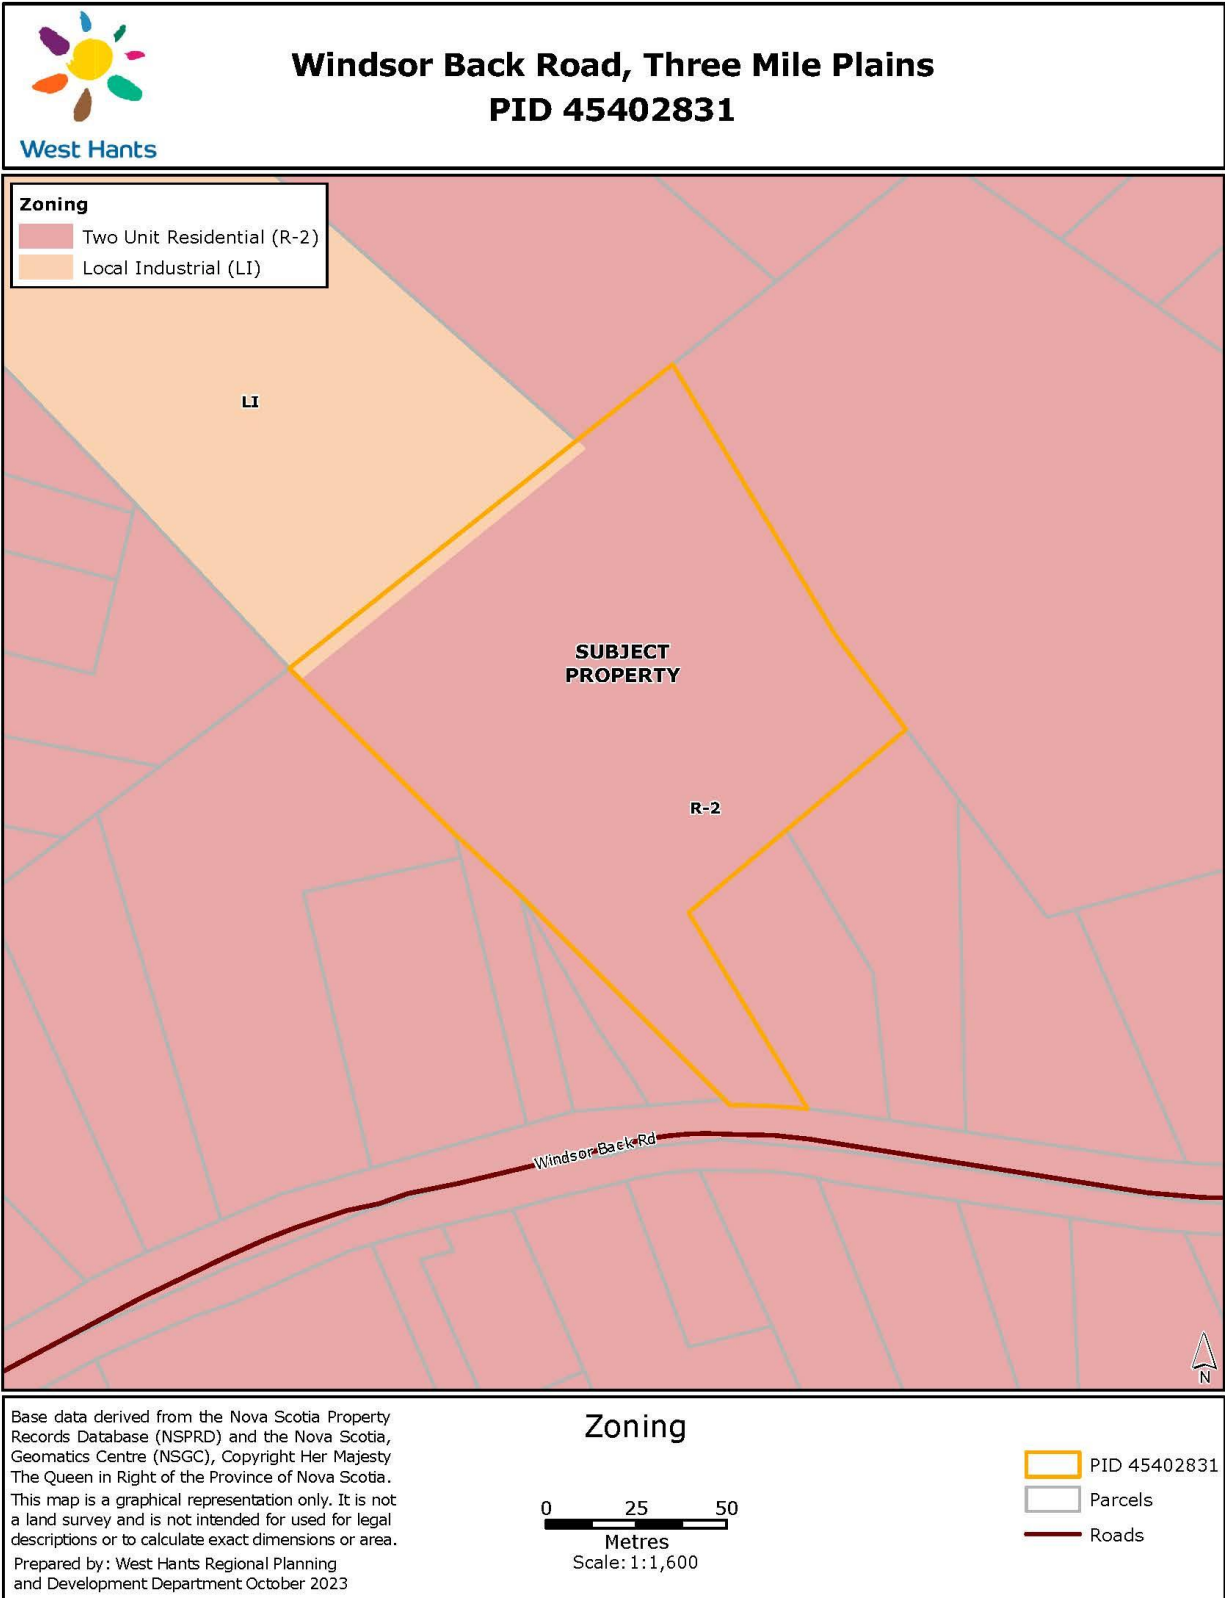 West Hants
Windsor Back Road, Three Mile Plains
PID 45402831
Zoning
Two Unit Residential (R-2)
Local Industrial (LI)
LI
SUBJECT
PROPERTY
R-2
Windsor Back Rd
N
Base data derived from the Nova Scotia Property
Records Database (NSPRD) and the Nova Scotia,
Geomatics Centre (NSGC), Copyright Her Majesty
The Queen in Right of the Province of Nova Scotia.
This map is a graphical representation only. It is not
a land survey and is not intended for used for legal
descriptions or to calculate exact dimensions or area.
Prepared by: West Hants Regional Planning
and Development Department October 2023
Zoning
0 25 50
Metres
Scale: 1:1,600
PID 45402831
Parcels
Roads